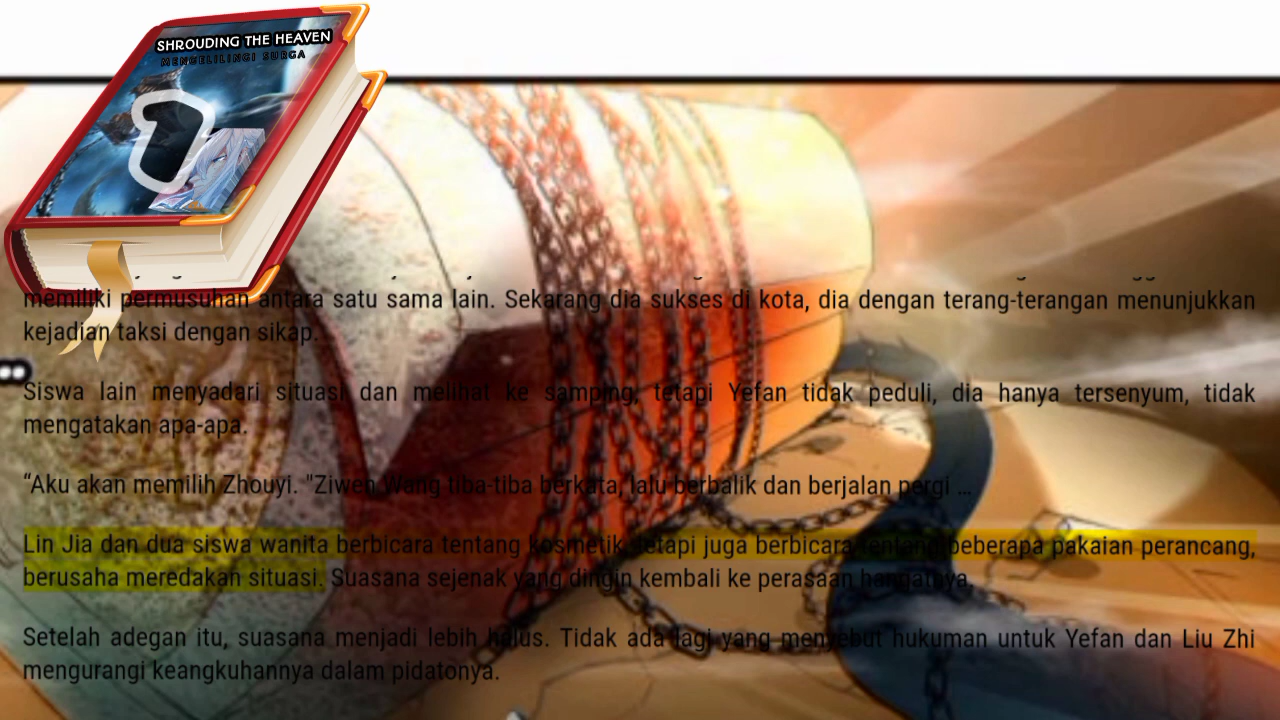 SHROUDING THE HEAVEN
MENGELILINGI SURGA
memiliki permusuhan antara satu sama lain. Sekarang dia sukses di kota, dia dengan terang-terangan menunjukkan
kejadian taksi dengan sikap.
Siswa lain menyadari situasi dan melihat ke samping, tetapi Yefan tidak peduli, dia hanya tersenyum, tidak
mengatakan apa-apa.
“Aku akan memilih Zhouyi. "Ziwen Wang tiba-tiba berkata, lalu berbalik dan berjalan pergi ...
Lin Jia dan dua siswa wanita berbicara tentang kosmetik, tetapi juga berbicara tentang beberapa pakaian perancang,
berusaha meredakan situasi. Suasana sejenak yang dingin kembali ke perasaan hangatnya.
Setelah adegan itu, suasana menjadi lebih halus. Tidak ada lagi yang menyebut hukuman untuk Yefan dan Liu Zhi
mengurangi keangkuhannya dalam pidatonya.